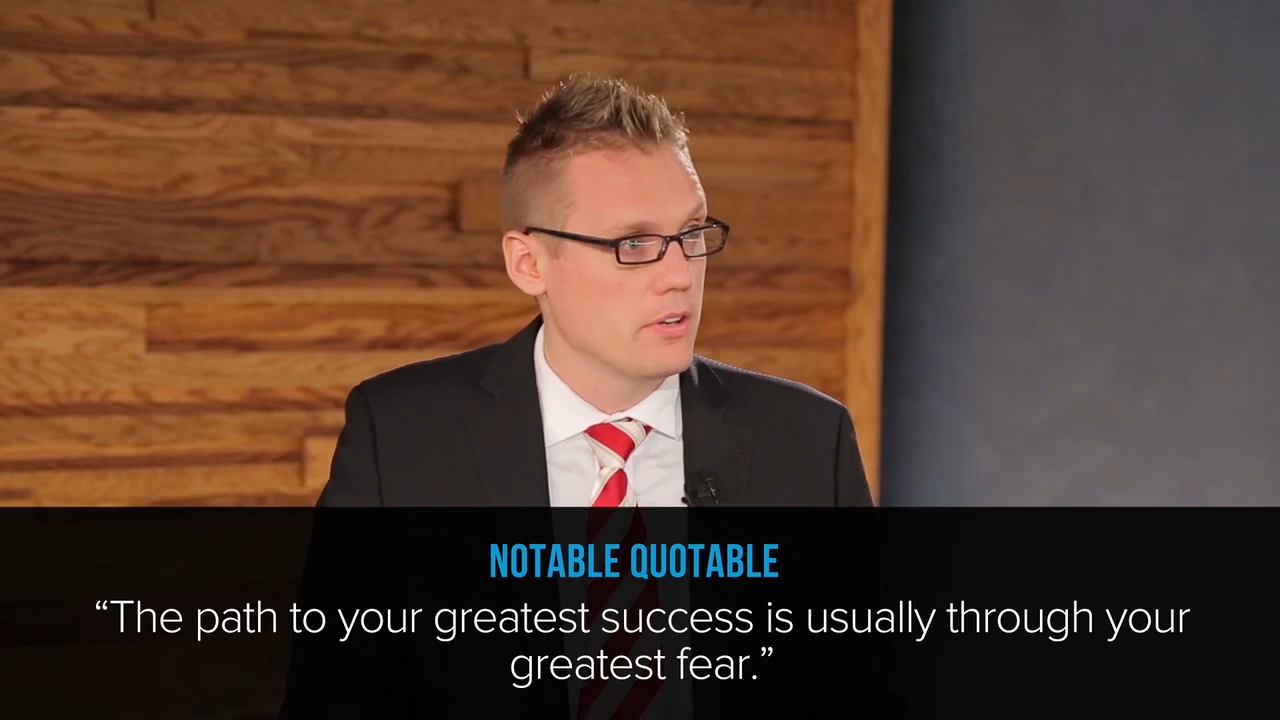 NOTABLE QUOTABLE
“The path to your greatest success is usually through your
greatest fear.”